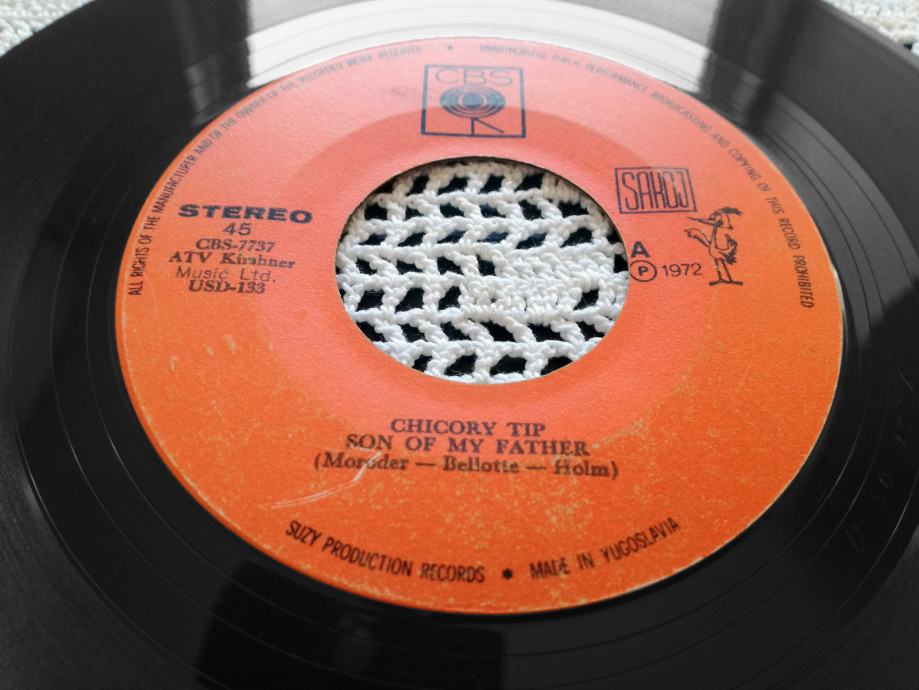 ALL RIGHTS OF THE MANUFACTURER AND OF THE OWNER OF THE RECORDED WORK RESERVED * UNAUTHORIZED PUBLIC PERFORMANCE BROADCASTING AND COPYING OF THIS RECORD PROHIBITED
CBS
STEREO
45
CBS-7737
ATV Kirshner
Music Ltd.
USD-133
SAKOJ
A
P 1972
CHICORY TIP
SON OF MY FATHER
(Moroder — Bellotte — Holm)
SUZY PRODUCTION RECORDS * MADE IN YUGOSLAVIA